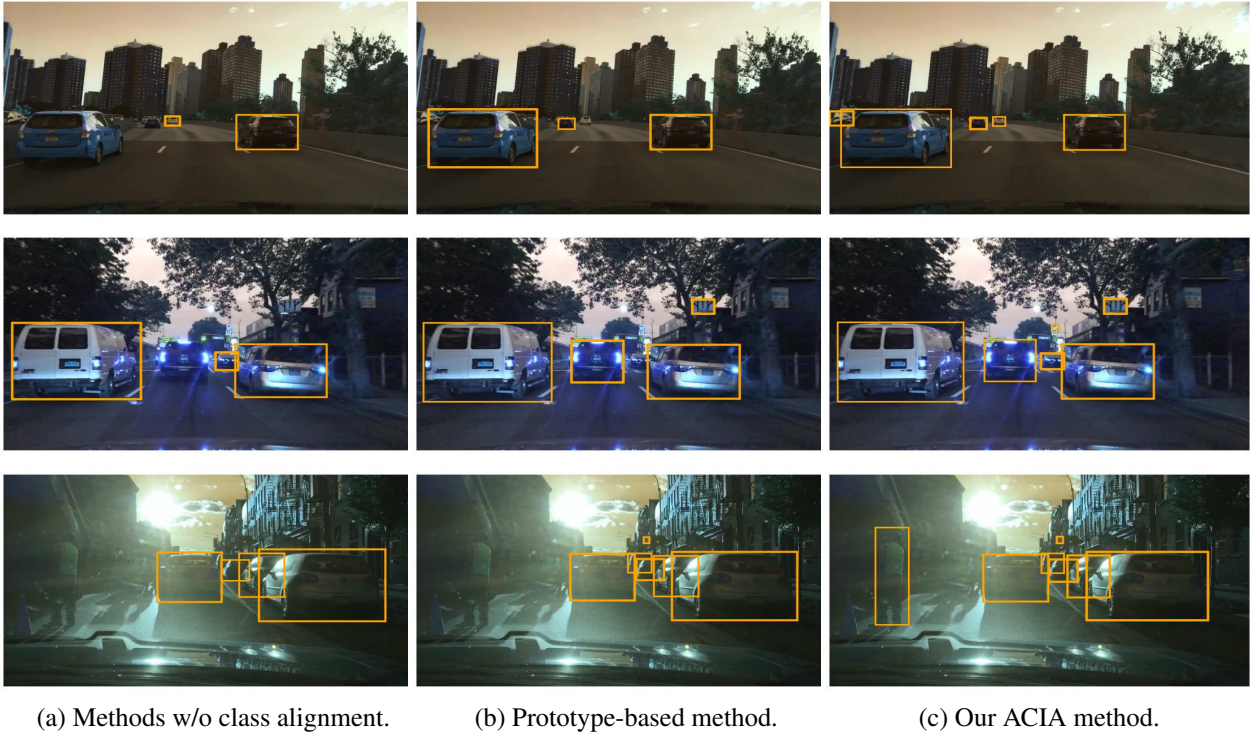 (a) Methods w/o class alignment.
(b) Prototype-based method.
(c) Our ACIA method.